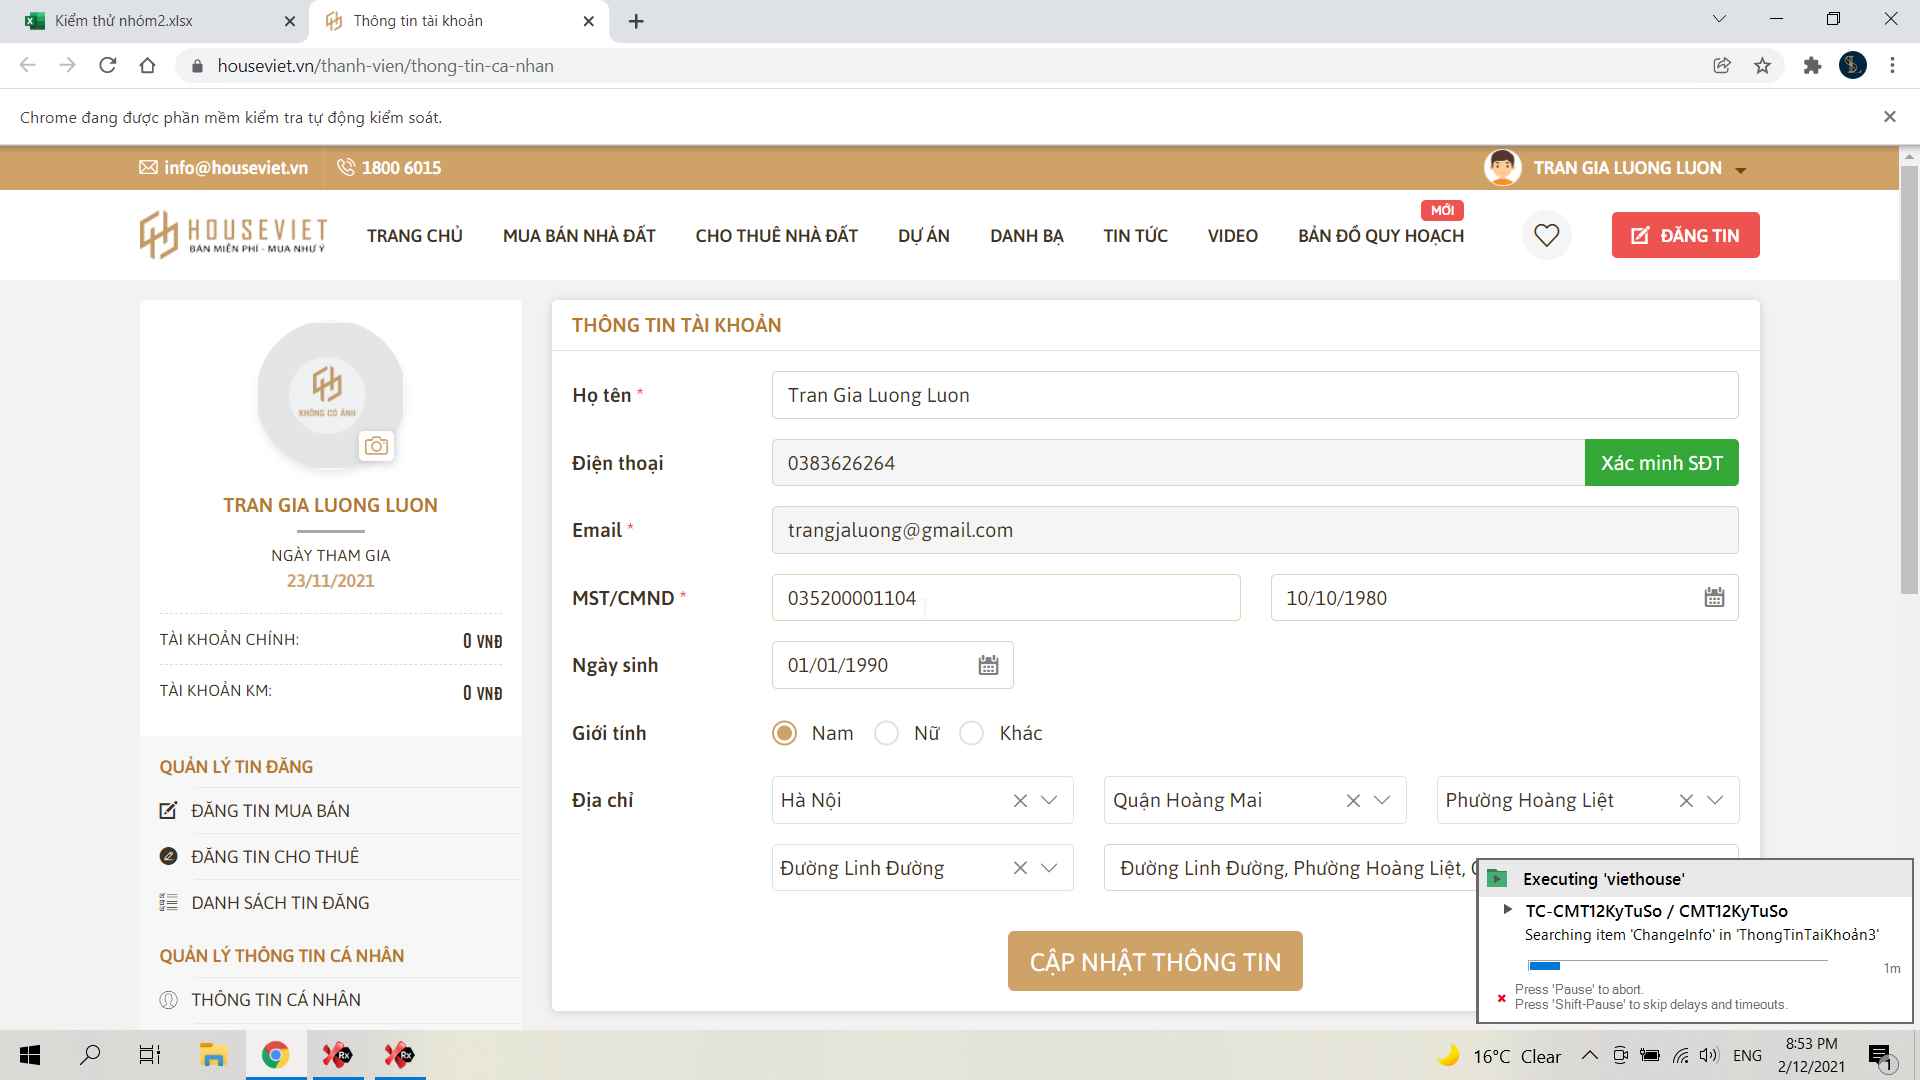 Kiểm thử nhóm2.xlsx
Thông tin tài khoản
houseviet.vn/thanh-vien/thong-tin-ca-nhan
Chrome đang được phần mềm kiểm tra tự động kiểm soát.
info@houseviet.vn
1800 6015
TRAN GIA LUONG LUON
HOUSEVIET
BÁN MIỄN PHÍ - MUA NHƯ Ý
TRANG CHỦ
MUA BÁN NHÀ ĐẤT
CHO THUÊ NHÀ ĐẤT
DỰ ÁN
DANH BẠ
TIN TỨC
VIDEO
MỚI
BẢN ĐỒ QUY HOẠCH
ĐĂNG TIN
KHÔNG CÓ ẢNH
TRAN GIA LUONG LUON
NGÀY THAM GIA
23/11/2021
TÀI KHOẢN CHÍNH: 0 VNĐ
TÀI KHOẢN KM: 0 VNĐ
QUẢN LÝ TIN ĐĂNG
ĐĂNG TIN MUA BÁN
ĐĂNG TIN CHO THUÊ
DANH SÁCH TIN ĐĂNG
QUẢN LÝ THÔNG TIN CÁ NHÂN
THÔNG TIN CÁ NHÂN
THÔNG TIN TÀI KHOẢN
Họ tên * Tran Gia Luong Luon
Điện thoại 0383626264 Xác minh SĐT
Email * trangjaluong@gmail.com
MST/CMND * 035200001104 10/10/1980
Ngày sinh 01/01/1990
Giới tính Nam Nữ Khác
Địa chỉ Hà Nội Quận Hoàng Mai Phường Hoàng Liệt
Đường Linh Đường Đường Linh Đường, Phường Hoàng Liệt,
CẬP NHẬT THÔNG TIN
Executing 'viethouse'
TC-CMT12KyTuSo / CMT12KyTuSo
Searching item 'ChangeInfo' in 'ThongTinTaiKhoản3'
1m
Press 'Pause' to abort.
Press 'Shift-Pause' to skip delays and timeouts.
Rx
Rx
16°C Clear
ENG
8:53 PM
2/12/2021
1